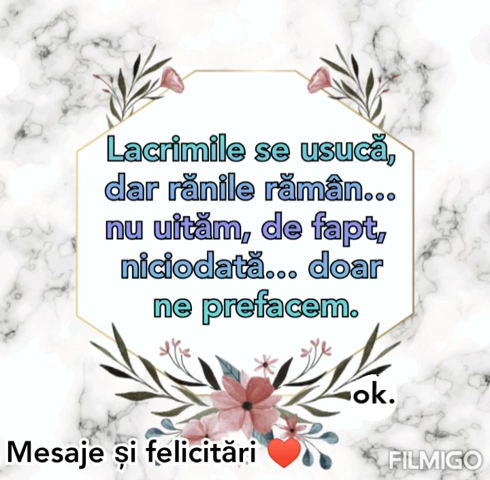 Lacrimile se usucă,
dar rănile rămân...
nu uităm, de fapt,
niciodată... doar
ne prefacem.
ok.
Mesaje și felicitări ♥️
FILMIGO